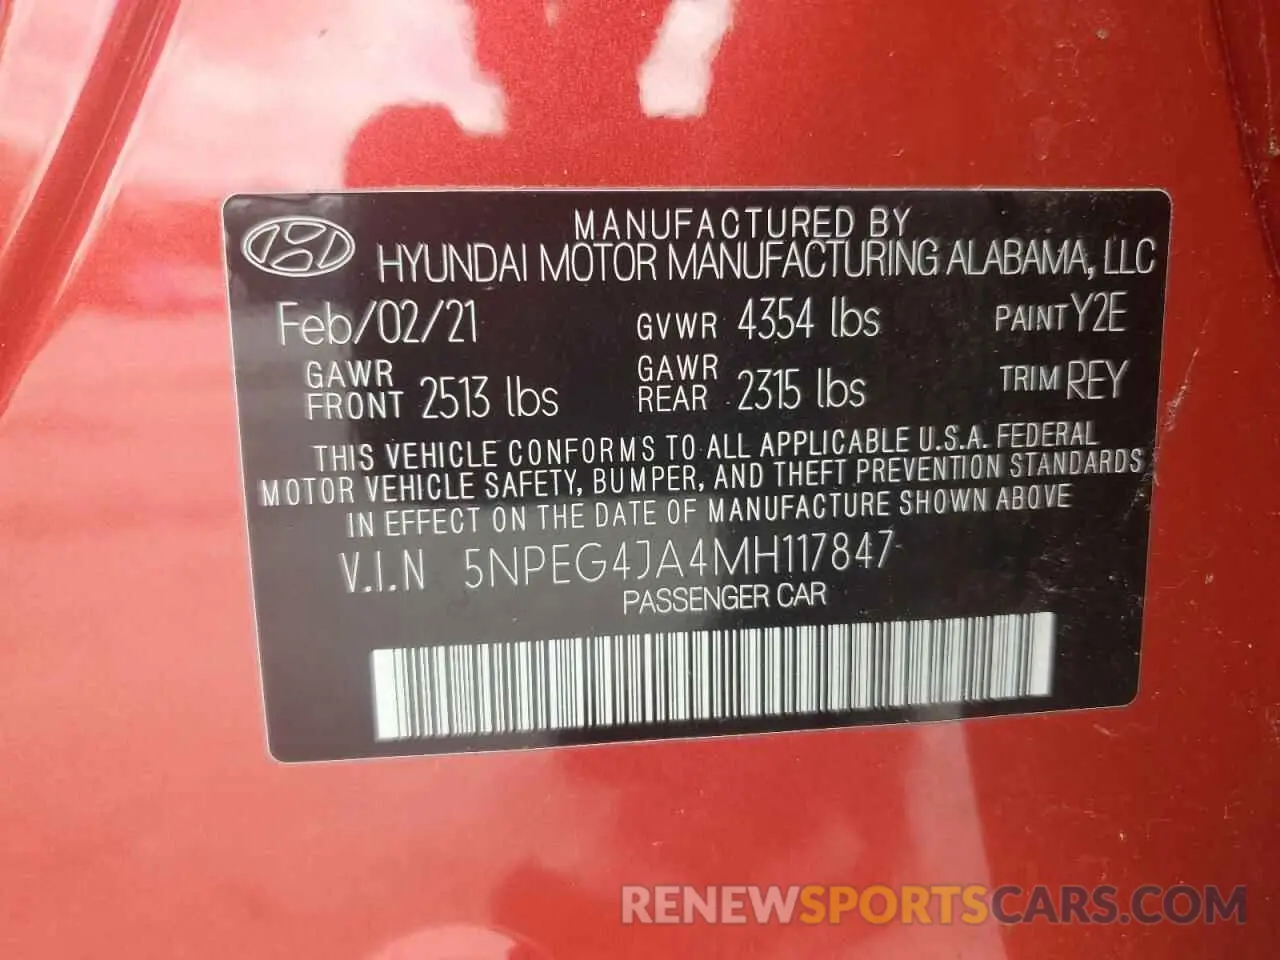 MANUFACTURED BY
HYUNDAI MOTOR MANUFACTURING ALABAMA, LLC
Feb/02/21 GVWR 4354 lbs PAINT Y2E
GAWR FRONT 2513 lbs GAWR REAR 2315 lbs TRIM REY
THIS VEHICLE CONFORMS TO ALL APPLICABLE U.S.A. FEDERAL
MOTOR VEHICLE SAFETY, BUMPER, AND THEFT PREVENTION STANDARDS
IN EFFECT ON THE DATE OF MANUFACTURE SHOWN ABOVE
V.I.N 5NPEG4JA4MH117847
PASSENGER CAR
RENEWSPORTSCARS.COM